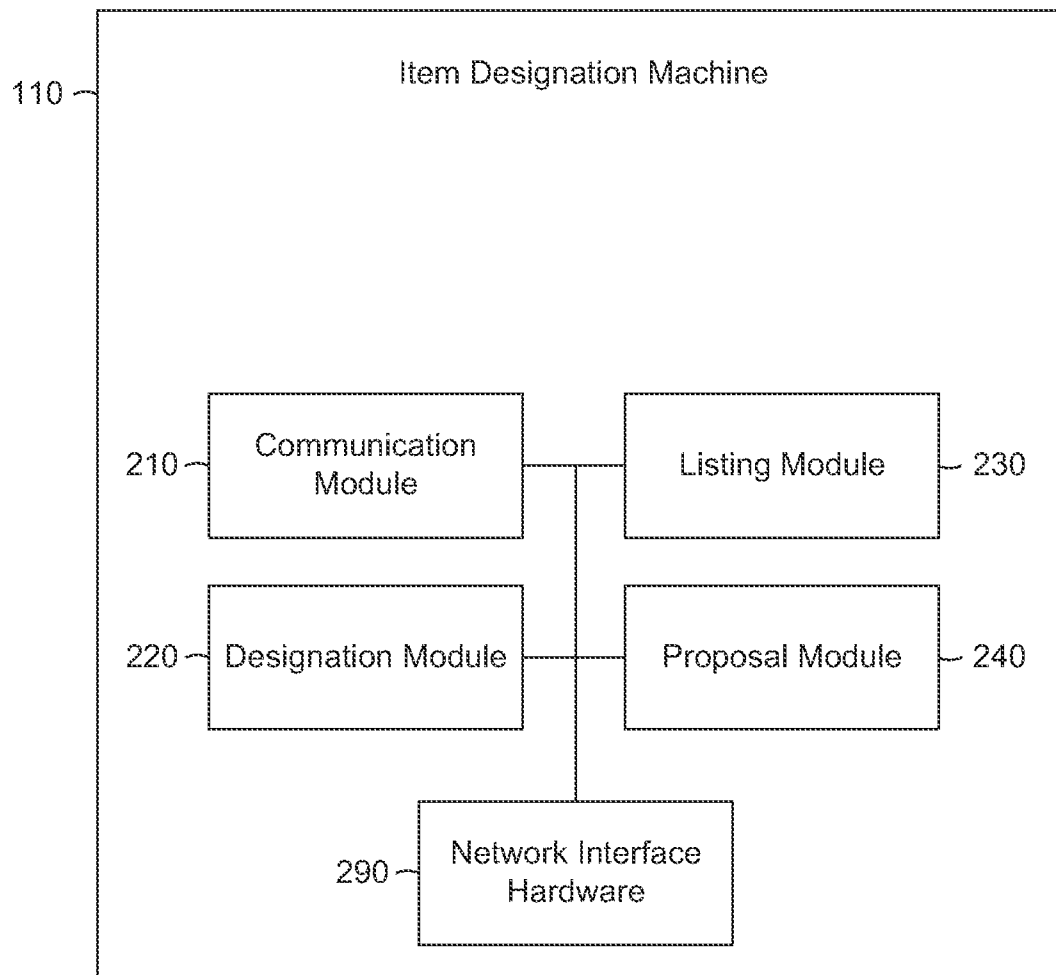 Item Designation Machine
110
Communication
Module
210
Listing Module
230
Designation Module
220
Proposal Module
240
Network Interface
Hardware
290